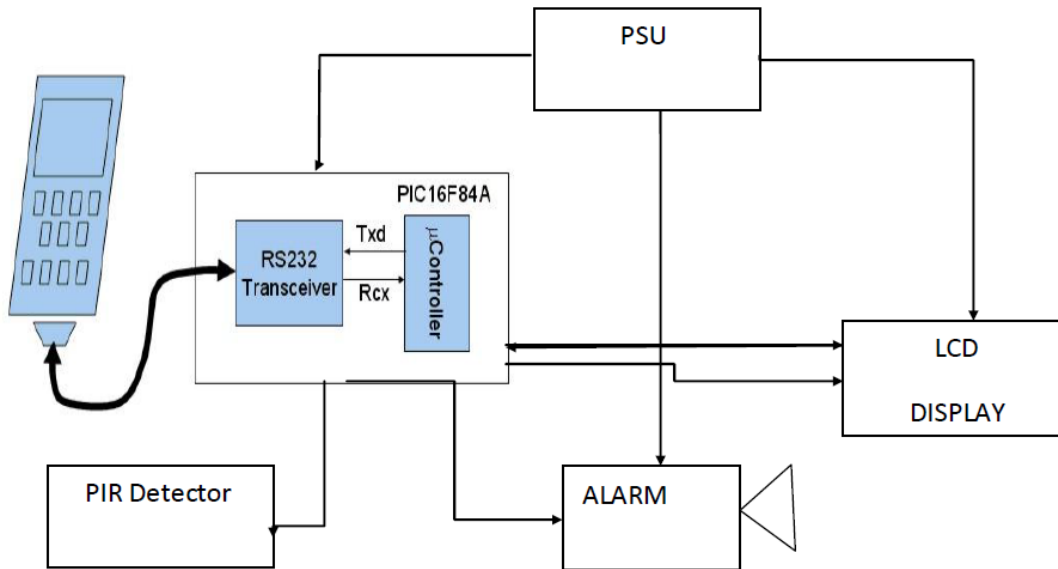 PSU
PIC16F84A
Txd
RS232
Transceiver
Rcx
µController
LCD
DISPLAY
PIR Detector
ALARM